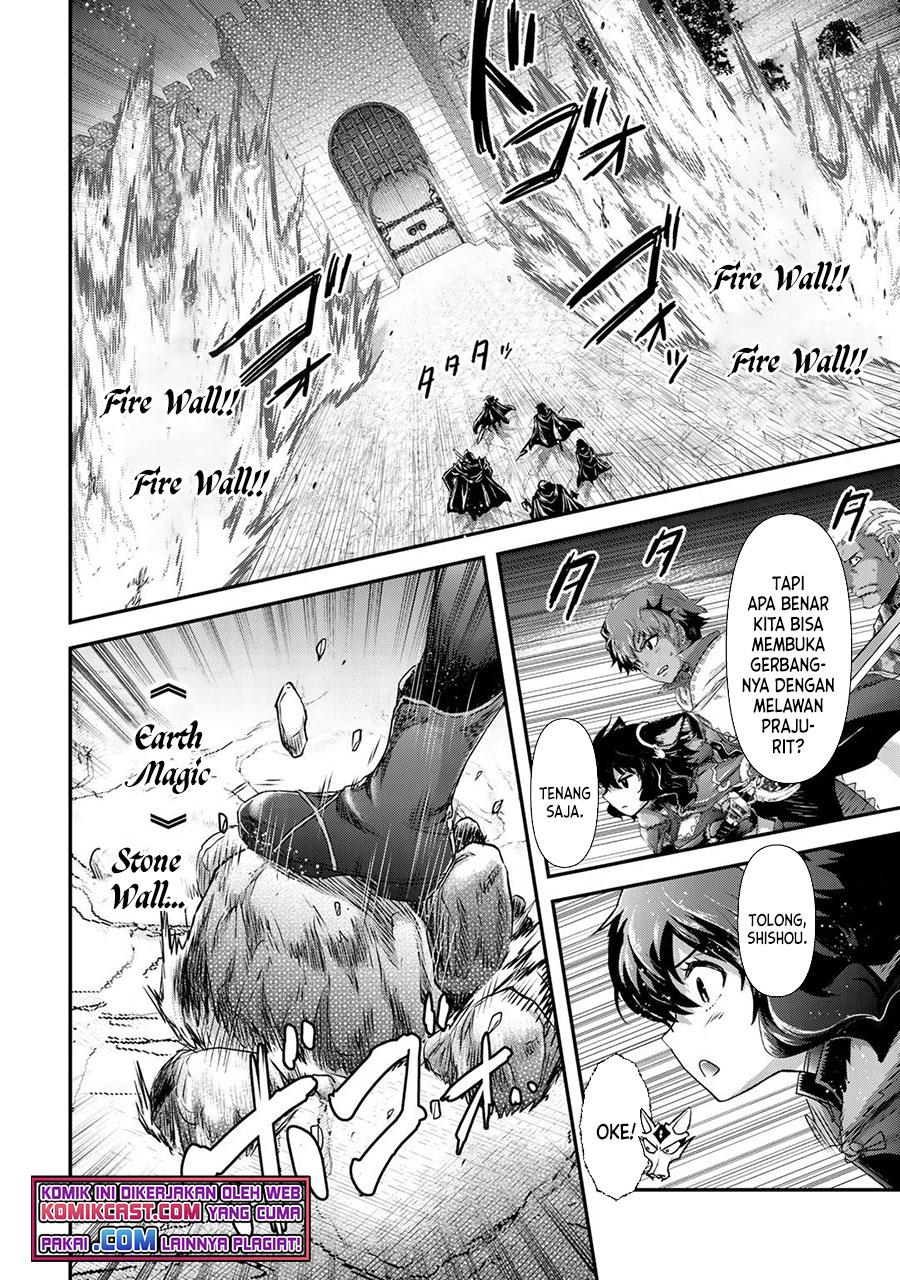 ドゴォ
ゴォ
ゴォッ
Fire Wall!!
Fire Wall!!
タタタッ
Fire Wall!!
Fire Wall!!
タタタ
TAPI
APA BENAR
KITA BISA
MEMBUKA
GERBANG-
NYA DENGAN
MELAWAN
PRAJU-
RIT?
TENANG
SAJA.
TOLONG,
SHISHOU.
OKE!
《
Earth
Magic
》
Stone
Wall...
ボゴォ
KOMIK INI DIKERJAKAN OLEH WEB
KOMIKCAST.COM YANG CUMA
PAKAI .COM LAINNYA PLAGIAT!